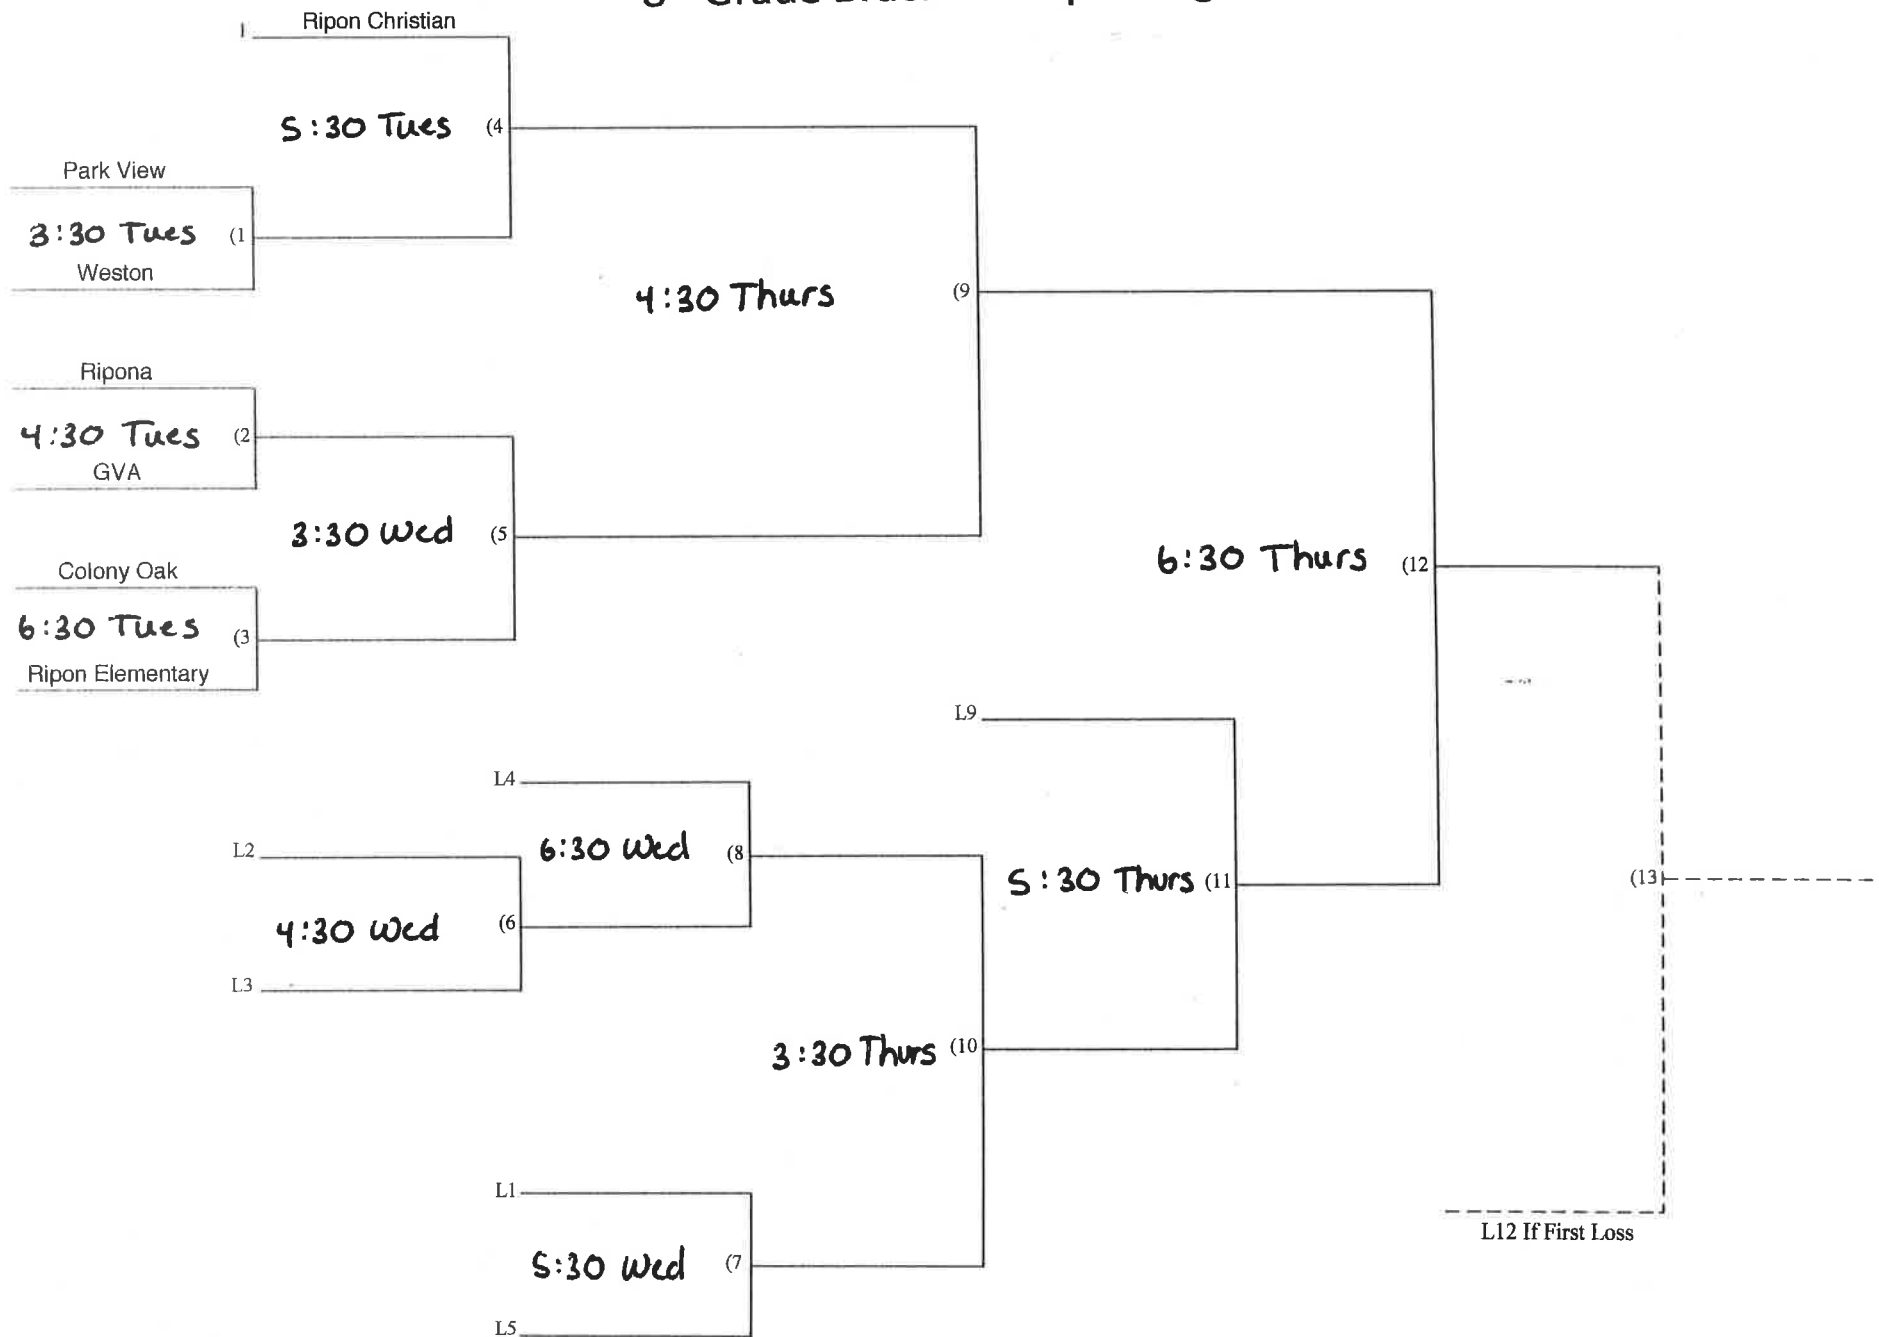 Grade
1 Ripon Christian
5:30 Tues (4
Park View
3:30 Tues (1
Weston
4:30 Thurs (9
Ripona
4:30 Tues (2
GVA
3:30 Wed (5
6:30 Thurs (12
Colony Oak
6:30 Tues (3
Ripon Elementary
L9
L4
L2
6:30 Wed (8
5:30 Thurs (11
(13
4:30 Wed (6
L3
3:30 Thurs (10
L1
L12 If First Loss
5:30 Wed (7
L5